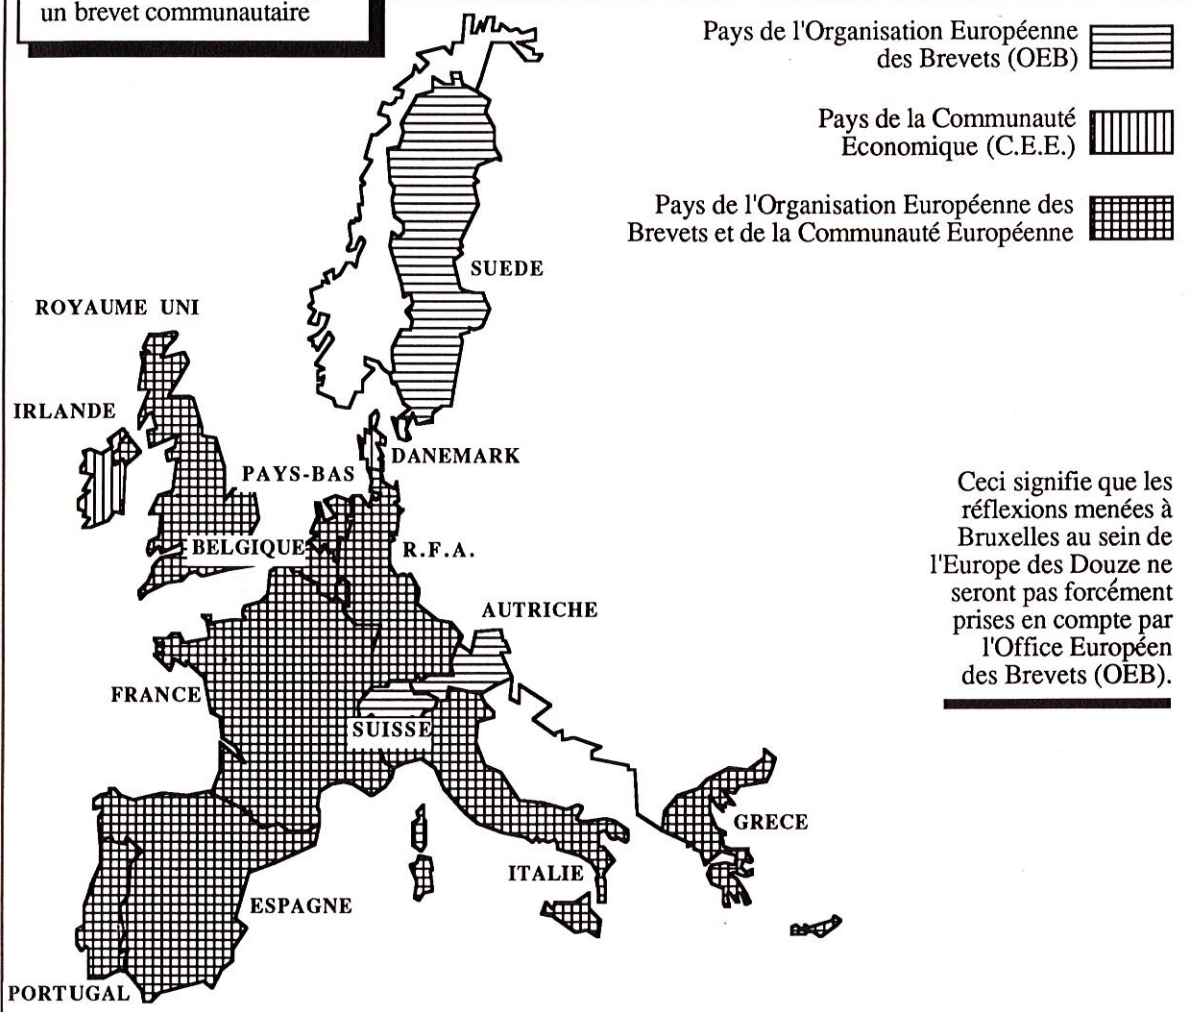 un brevet communautaire
Pays de l'Organisation Européenne
des Brevets (OEB)
Pays de la Communauté
Economique (C.E.E.)
Pays de l'Organisation Européenne des
Brevets et de la Communauté Européenne
SUEDE
ROYAUME UNI
IRLANDE
DANEMARK
PAYS-BAS
BELGIQUE
R.F.A.
AUTRICHE
FRANCE
SUISSE
GRECE
ITALIE
ESPAGNE
PORTUGAL
Ceci signifie que les
réflexions menées à
Bruxelles au sein de
l'Europe des Douze ne
seront pas forcément
prises en compte par
l'Office Européen
des Brevets (OEB).